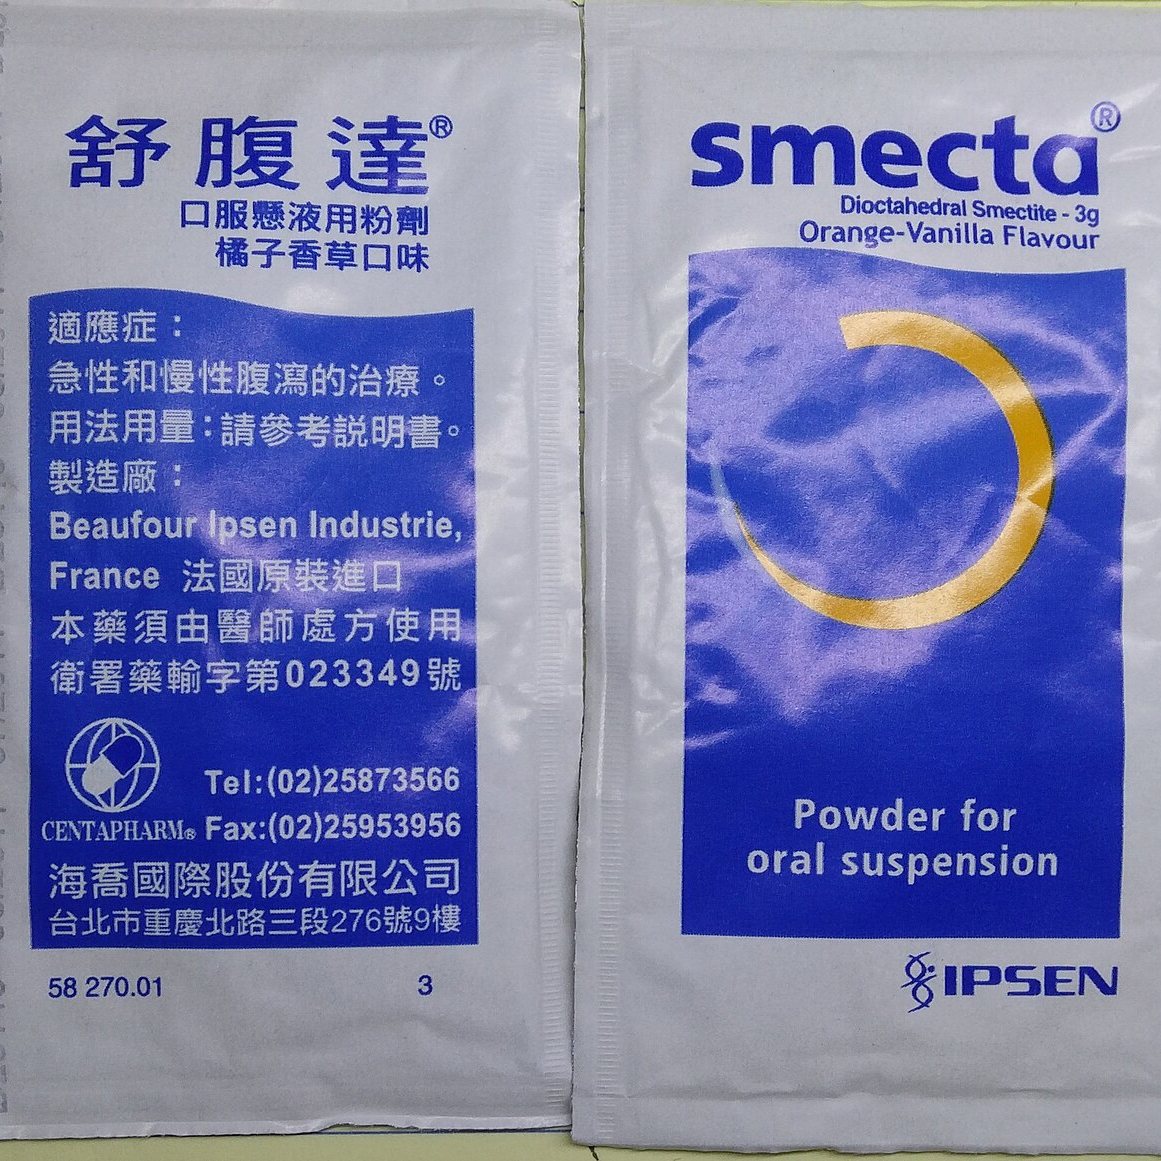 舒腹達®
口服懸液用粉劑
橘子香草口味
適應症：
急性和慢性腹瀉的治療。
用法用量：請參考説明書。
製造廠：
Beaufour Ipsen Industrie,
France 法國原裝進口
本藥須由醫師處方使用
衛署藥輸字第023349號
Tel:(02)25873566
CENTAPHARM® Fax:(02)25953956
海喬國際股份有限公司
台北市重慶北路三段276號9樓
58 270.01 3
smecta®
Dioctahedral Smectite - 3g
Orange-Vanilla Flavour
Powder for
oral suspension
IPSEN